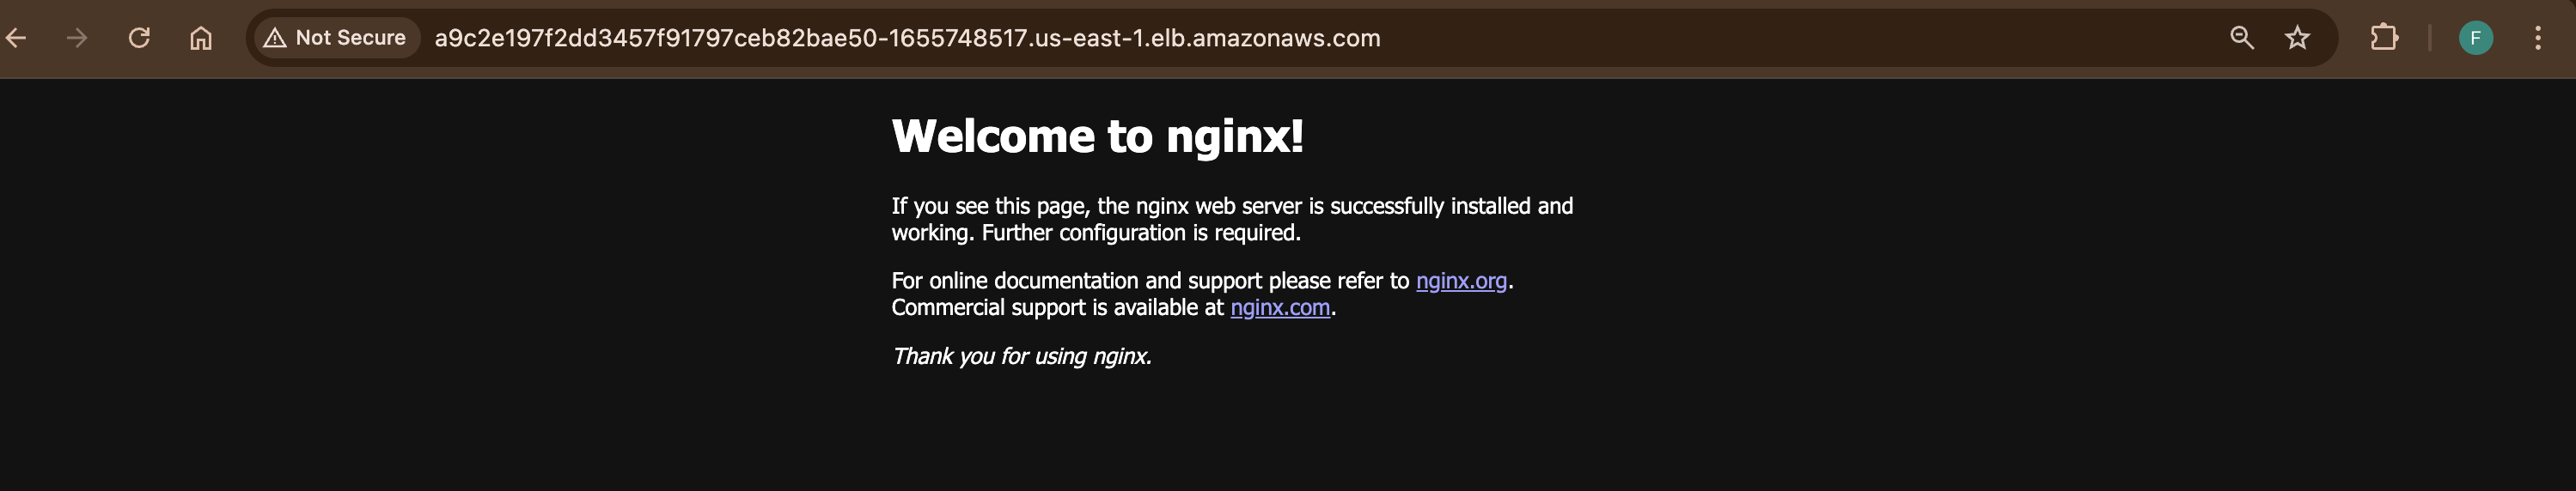 Not Secure
a9c2e197f2dd3457f91797ceb82bae50-1655748517.us-east-1.elb.amazonaws.com
F
Welcome to nginx!
If you see this page, the nginx web server is successfully installed and
working. Further configuration is required.
For online documentation and support please refer to nginx.org.
Commercial support is available at nginx.com.
Thank you for using nginx.